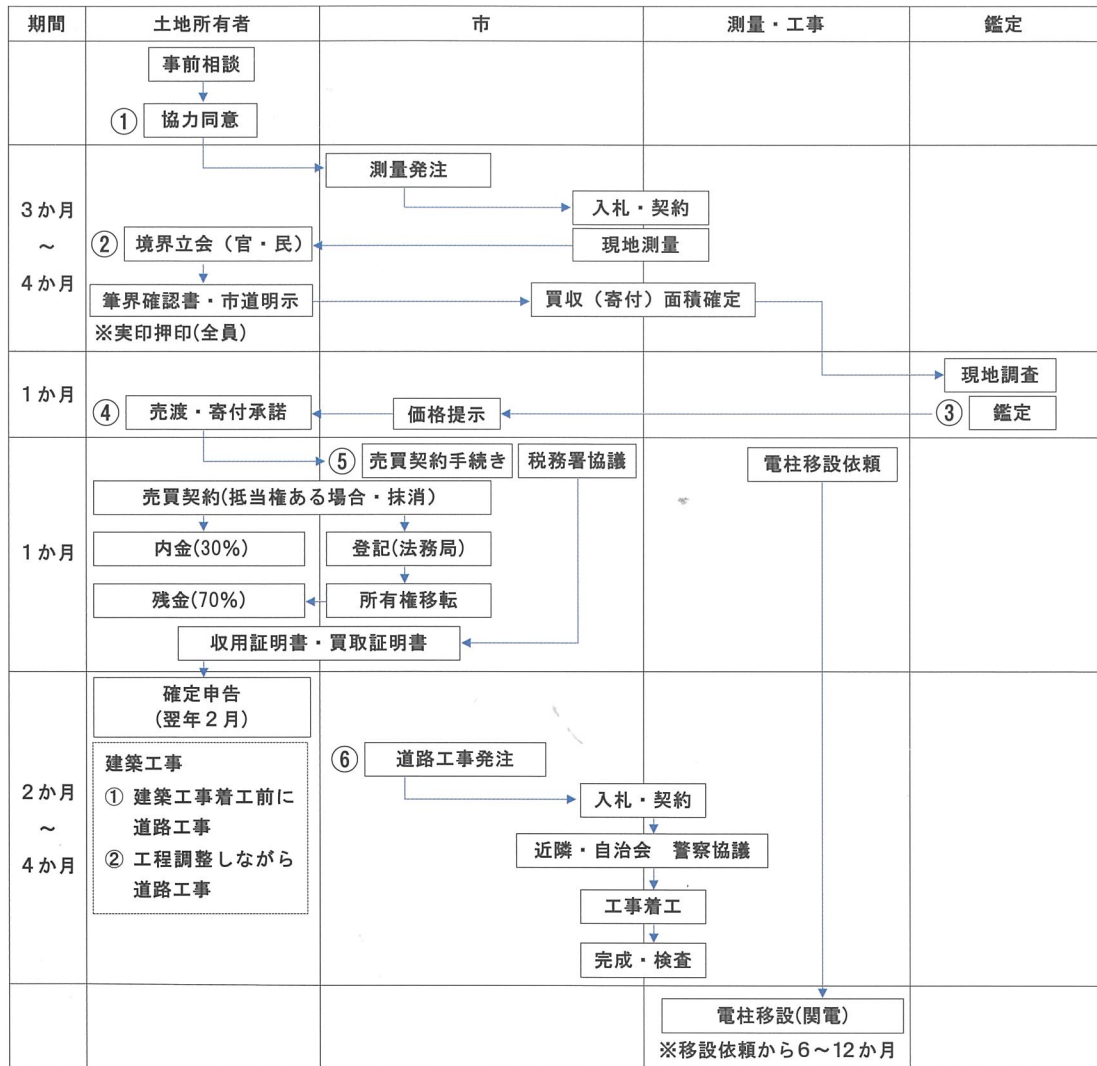 期間 土地所有者 市 測量・工事 鑑定
事前相談
① 協力同意
3か月
～
4か月
測量発注
入札・契約
② 境界立会（官・民） 現地測量
筆界確認書・市道明示 買収（寄付）面積確定
※実印押印(全員)
1か月
現地調査
④ 売渡・寄付承諾 価格提示 ③ 鑑定
1か月
⑤ 売買契約手続き 税務署協議 電柱移設依頼
売買契約(抵当権ある場合・抹消)
内金(30%) 登記(法務局)
残金(70%) 所有権移転
収用証明書・買取証明書
2か月
～
4か月
確定申告
(翌年2月)
建築工事
① 建築工事着工前に
道路工事
② 工程調整しながら
道路工事
⑥ 道路工事発注
入札・契約
近隣・自治会 警察協議
工事着工
完成・検査
電柱移設(関電)
※移設依頼から6～12か月